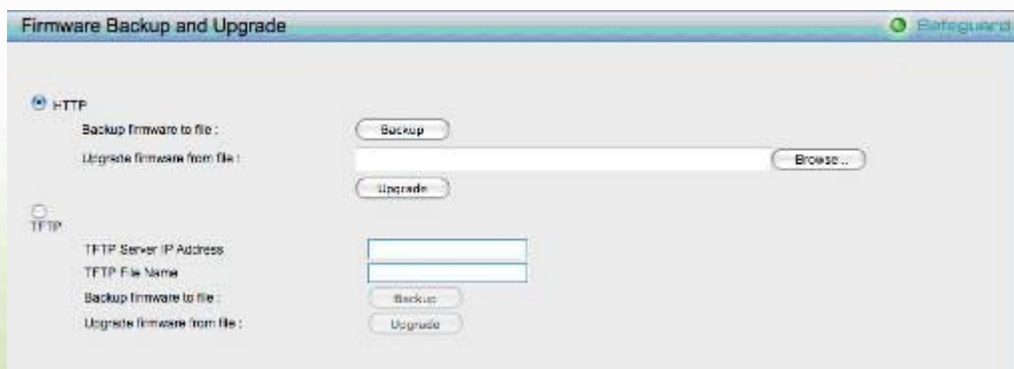 Firmware Backup and Upgrade
Safeguard
HTTP
Backup firmware to file :
Backup
Upgrade firmware from file :
Browse...
Upgrade
TFTP
TFTP Server IP Address
TFTP File Name
Backup firmware to file :
Backup
Upgrade firmware from file :
Upgrade